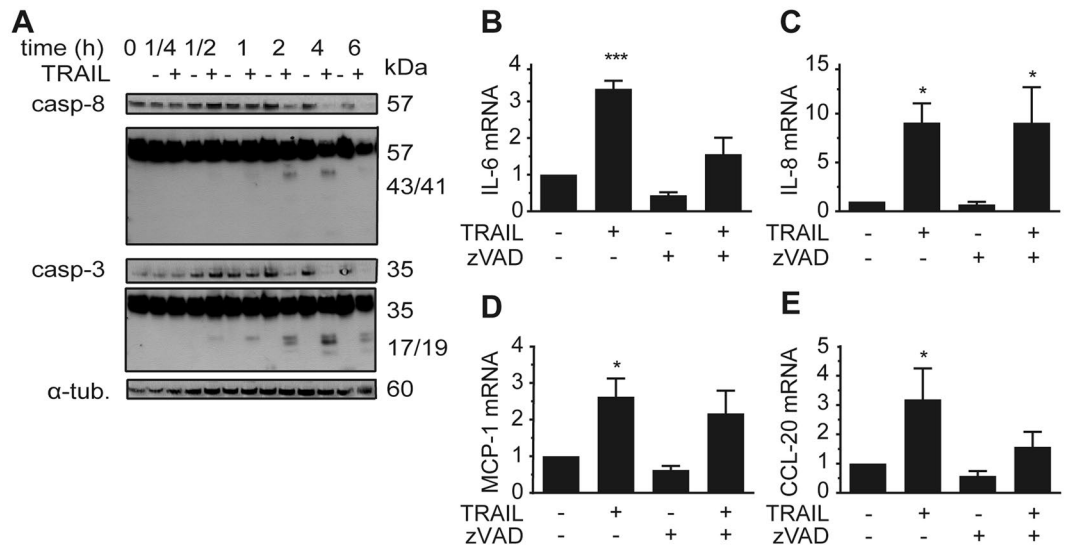 A
time (h) 0 1/4 1/2 1 2 4 6
TRAIL - + - + - + - + - + - + kDa
casp-8 57
57
43/41
casp-3 35
35
17/19
α-tub. 60
B
IL-6 mRNA
4
3
2
1
0
***
TRAIL - + - +
zVAD - - + +
C
IL-8 mRNA
15
10
5
0
* *
TRAIL - + - +
zVAD - - + +
D
MCP-1 mRNA
4
3
2
1
0
*
TRAIL - + - +
zVAD - - + +
E
CCL-20 mRNA
5
4
3
2
1
0
*
TRAIL - + - +
zVAD - - + +